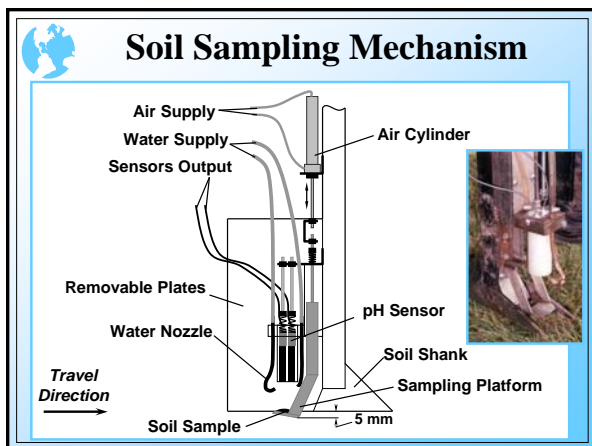 Soil Sampling Mechanism
Air Supply
Air Cylinder
Water Supply
Sensors Output
Removable Plates
pH Sensor
Water Nozzle
Soil Shank
Travel
Direction
Sampling Platform
Soil Sample
5 mm